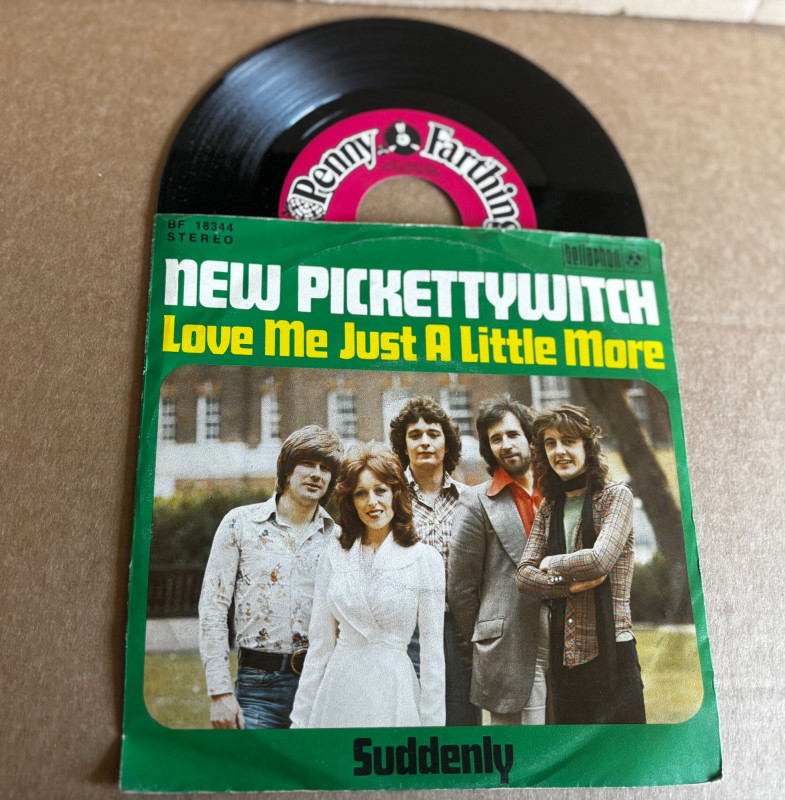 Penny Farthing
BF 18344
STEREO
bellaphon
New Pickettywitch
Love Me Just A Little More
Suddenly